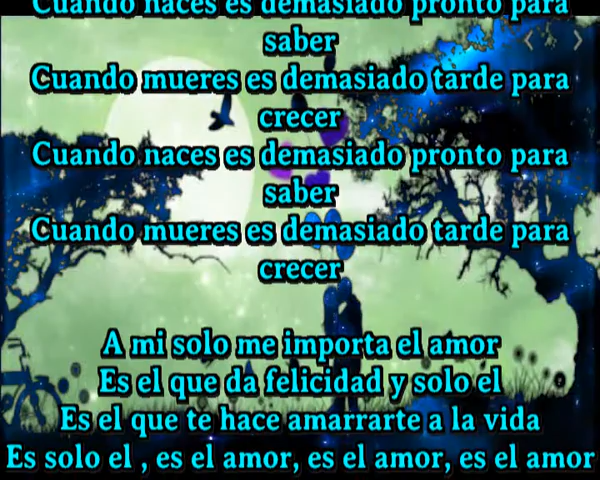 Cuando naces es demasiado pronto para
saber
Cuando mueres es demasiado tarde para
crecer
Cuando naces es demasiado pronto para
saber
Cuando mueres es demasiado tarde para
crecer
A mi solo me importa el amor
Es el que da felicidad y solo el
Es el que te hace amarrarte a la vida
Es solo el , es el amor, es el amor, es el amor